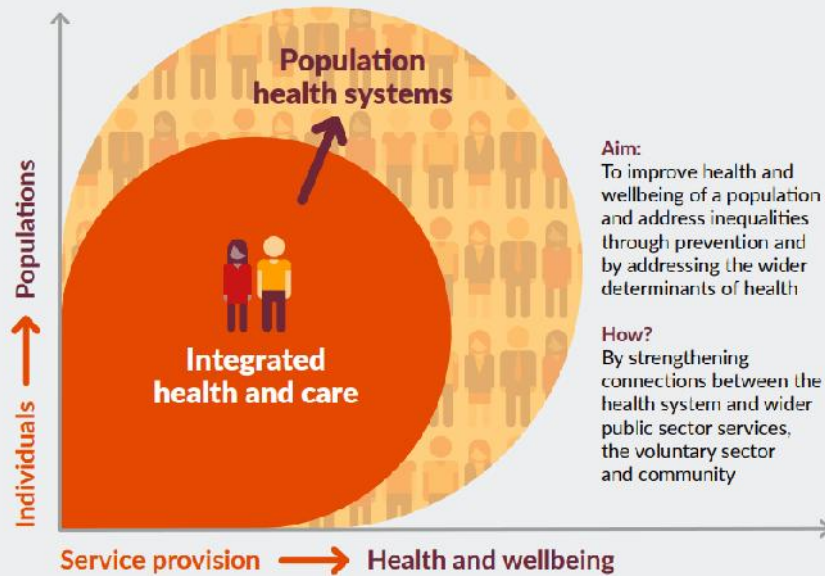 Population
health systems
Integrated
health and care
Individuals → Populations
Service provision → Health and wellbeing
Aim:
To improve health and
wellbeing of a population
and address inequalities
through prevention and
by addressing the wider
determinants of health
How?
By strengthening
connections between the
health system and wider
public sector services,
the voluntary sector
and community